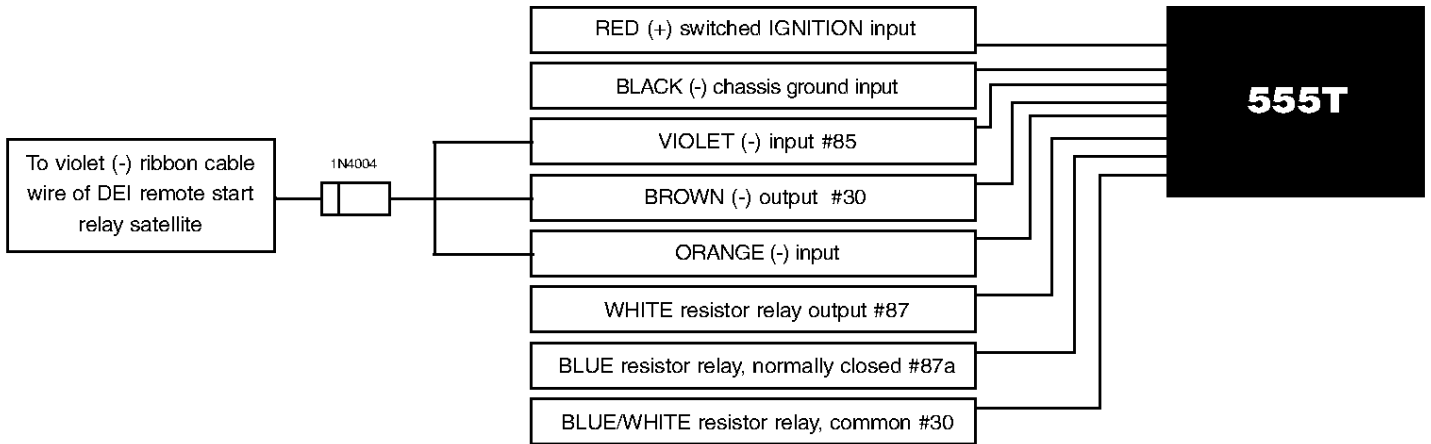 RED (+) switched IGNITION input
BLACK (-) chassis ground input
VIOLET (-) input #85
BROWN (-) output #30
ORANGE (-) input
WHITE resistor relay output #87
BLUE resistor relay, normally closed #87a
BLUE/WHITE resistor relay, common #30
555T
To violet (-) ribbon cable
wire of DEI remote start
relay satellite
1N4004